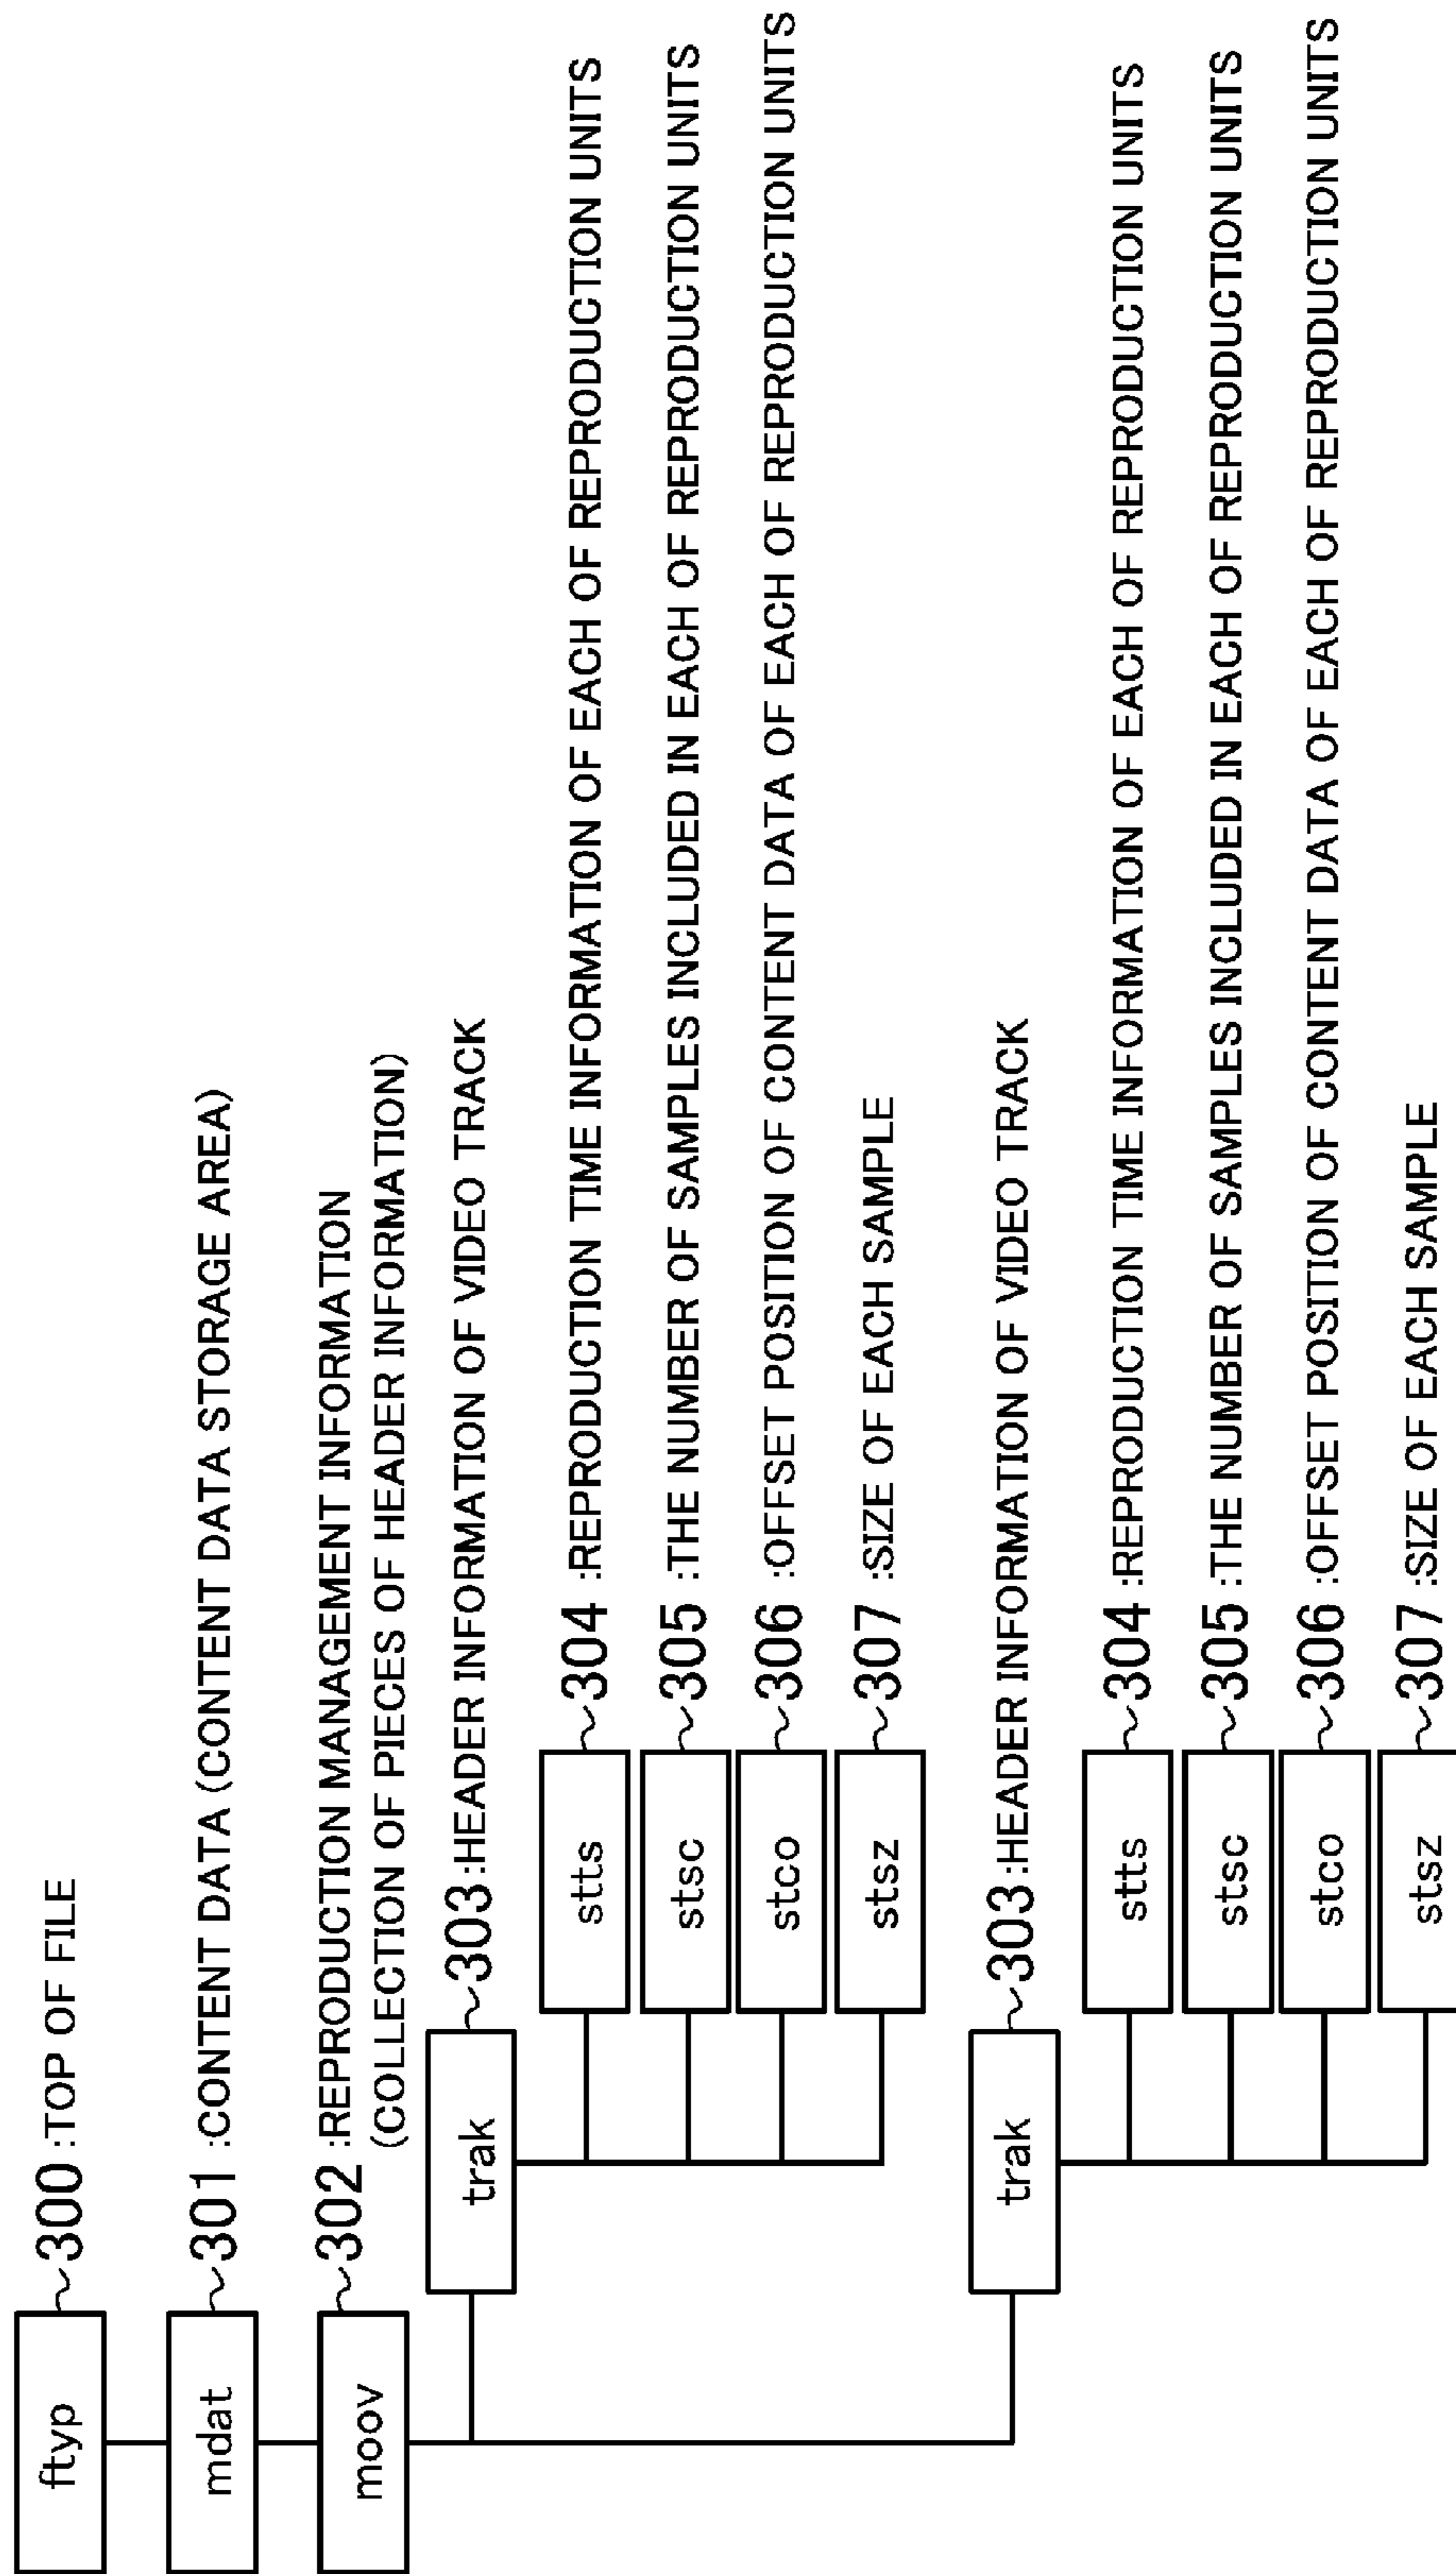 ftyp 300 :TOP OF FILE
mdat 301 :CONTENT DATA (CONTENT DATA STORAGE AREA)
moov 302 :REPRODUCTION MANAGEMENT INFORMATION
(COLLECTION OF PIECES OF HEADER INFORMATION)
trak 303 :HEADER INFORMATION OF VIDEO TRACK
stts 304 :REPRODUCTION TIME INFORMATION OF EACH OF REPRODUCTION UNITS
stsc 305 :THE NUMBER OF SAMPLES INCLUDED IN EACH OF REPRODUCTION UNITS
stco 306 :OFFSET POSITION OF CONTENT DATA OF EACH OF REPRODUCTION UNITS
stsz 307 :SIZE OF EACH SAMPLE
trak 303 :HEADER INFORMATION OF VIDEO TRACK
stts 304 :REPRODUCTION TIME INFORMATION OF EACH OF REPRODUCTION UNITS
stsc 305 :THE NUMBER OF SAMPLES INCLUDED IN EACH OF REPRODUCTION UNITS
stco 306 :OFFSET POSITION OF CONTENT DATA OF EACH OF REPRODUCTION UNITS
stsz 307 :SIZE OF EACH SAMPLE